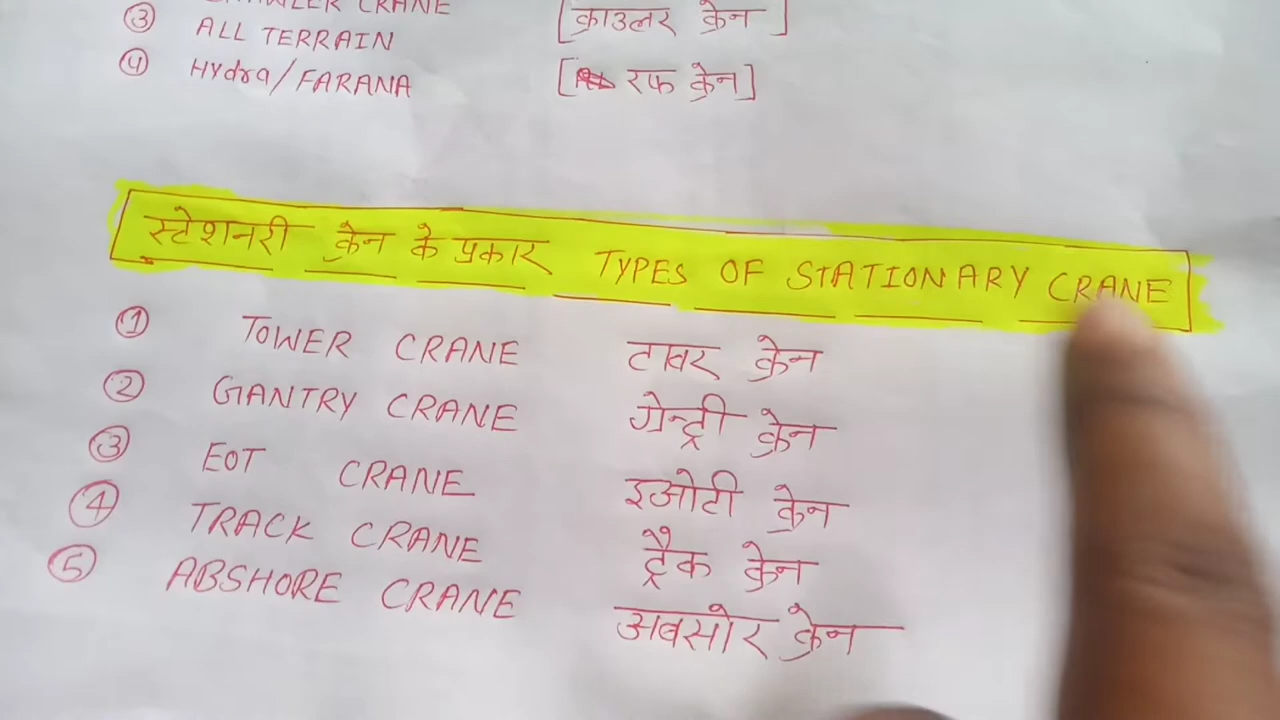 CRANE [क्राउलर क्रेन]
③ ALL TERRAIN
④ Hydra/FARANA [रफ क्रेन]
स्टेशनरी क्रेन के प्रकार TYPES OF STATIONARY CRANE
① TOWER CRANE टावर क्रेन
② GANTRY CRANE गेन्ट्री क्रेन
③ EOT CRANE इओटी क्रेन
④ TRACK CRANE ट्रैक क्रेन
⑤ ABSHORE CRANE अबसोर क्रेन